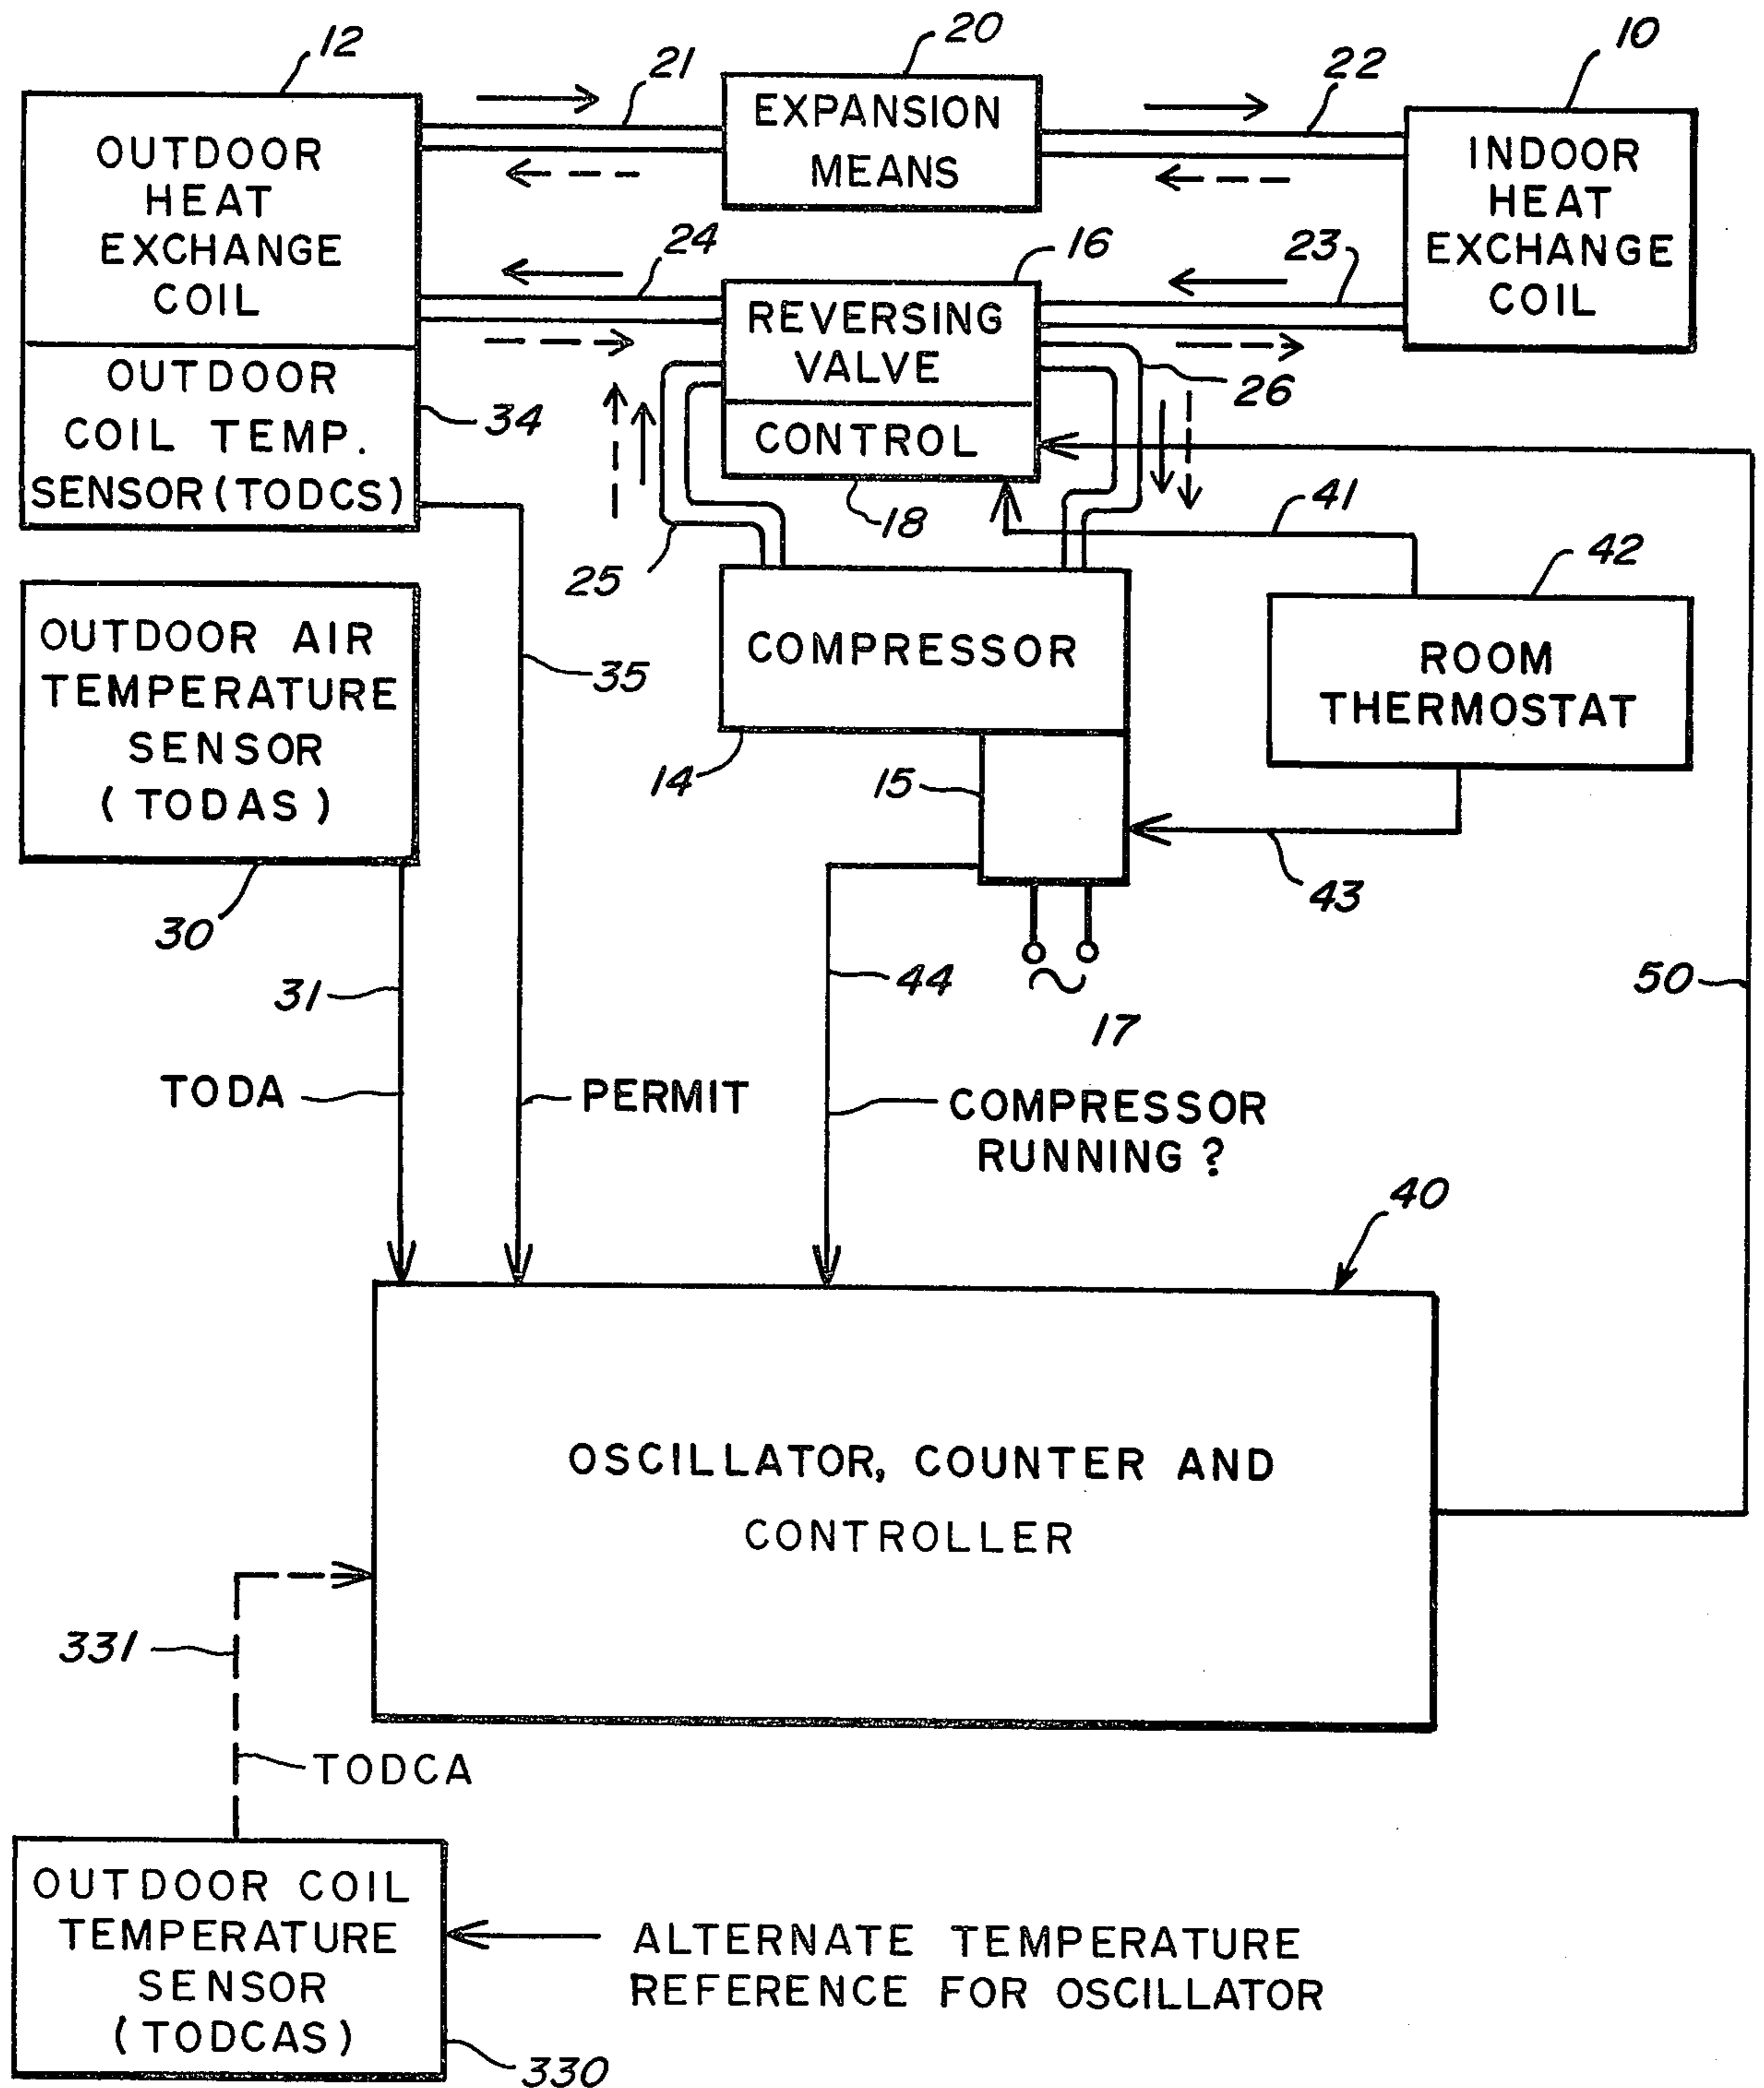 12
21
20
22
10
OUTDOOR
HEAT
EXCHANGE
COIL
EXPANSION
MEANS
INDOOR
HEAT
EXCHANGE
COIL
24
16
23
REVERSING
VALVE
CONTROL
26
OUTDOOR
COIL TEMP.
SENSOR (TODCS)
34
18
25
41
42
OUTDOOR AIR
TEMPERATURE
SENSOR
(TODAS)
35
COMPRESSOR
ROOM
THERMOSTAT
14
15
43
30
31
44
17
50
TODA
PERMIT
COMPRESSOR
RUNNING ?
40
OSCILLATOR, COUNTER AND
CONTROLLER
331
TODCA
OUTDOOR COIL
TEMPERATURE
SENSOR
(TODCAS)
ALTERNATE TEMPERATURE
REFERENCE FOR OSCILLATOR
330